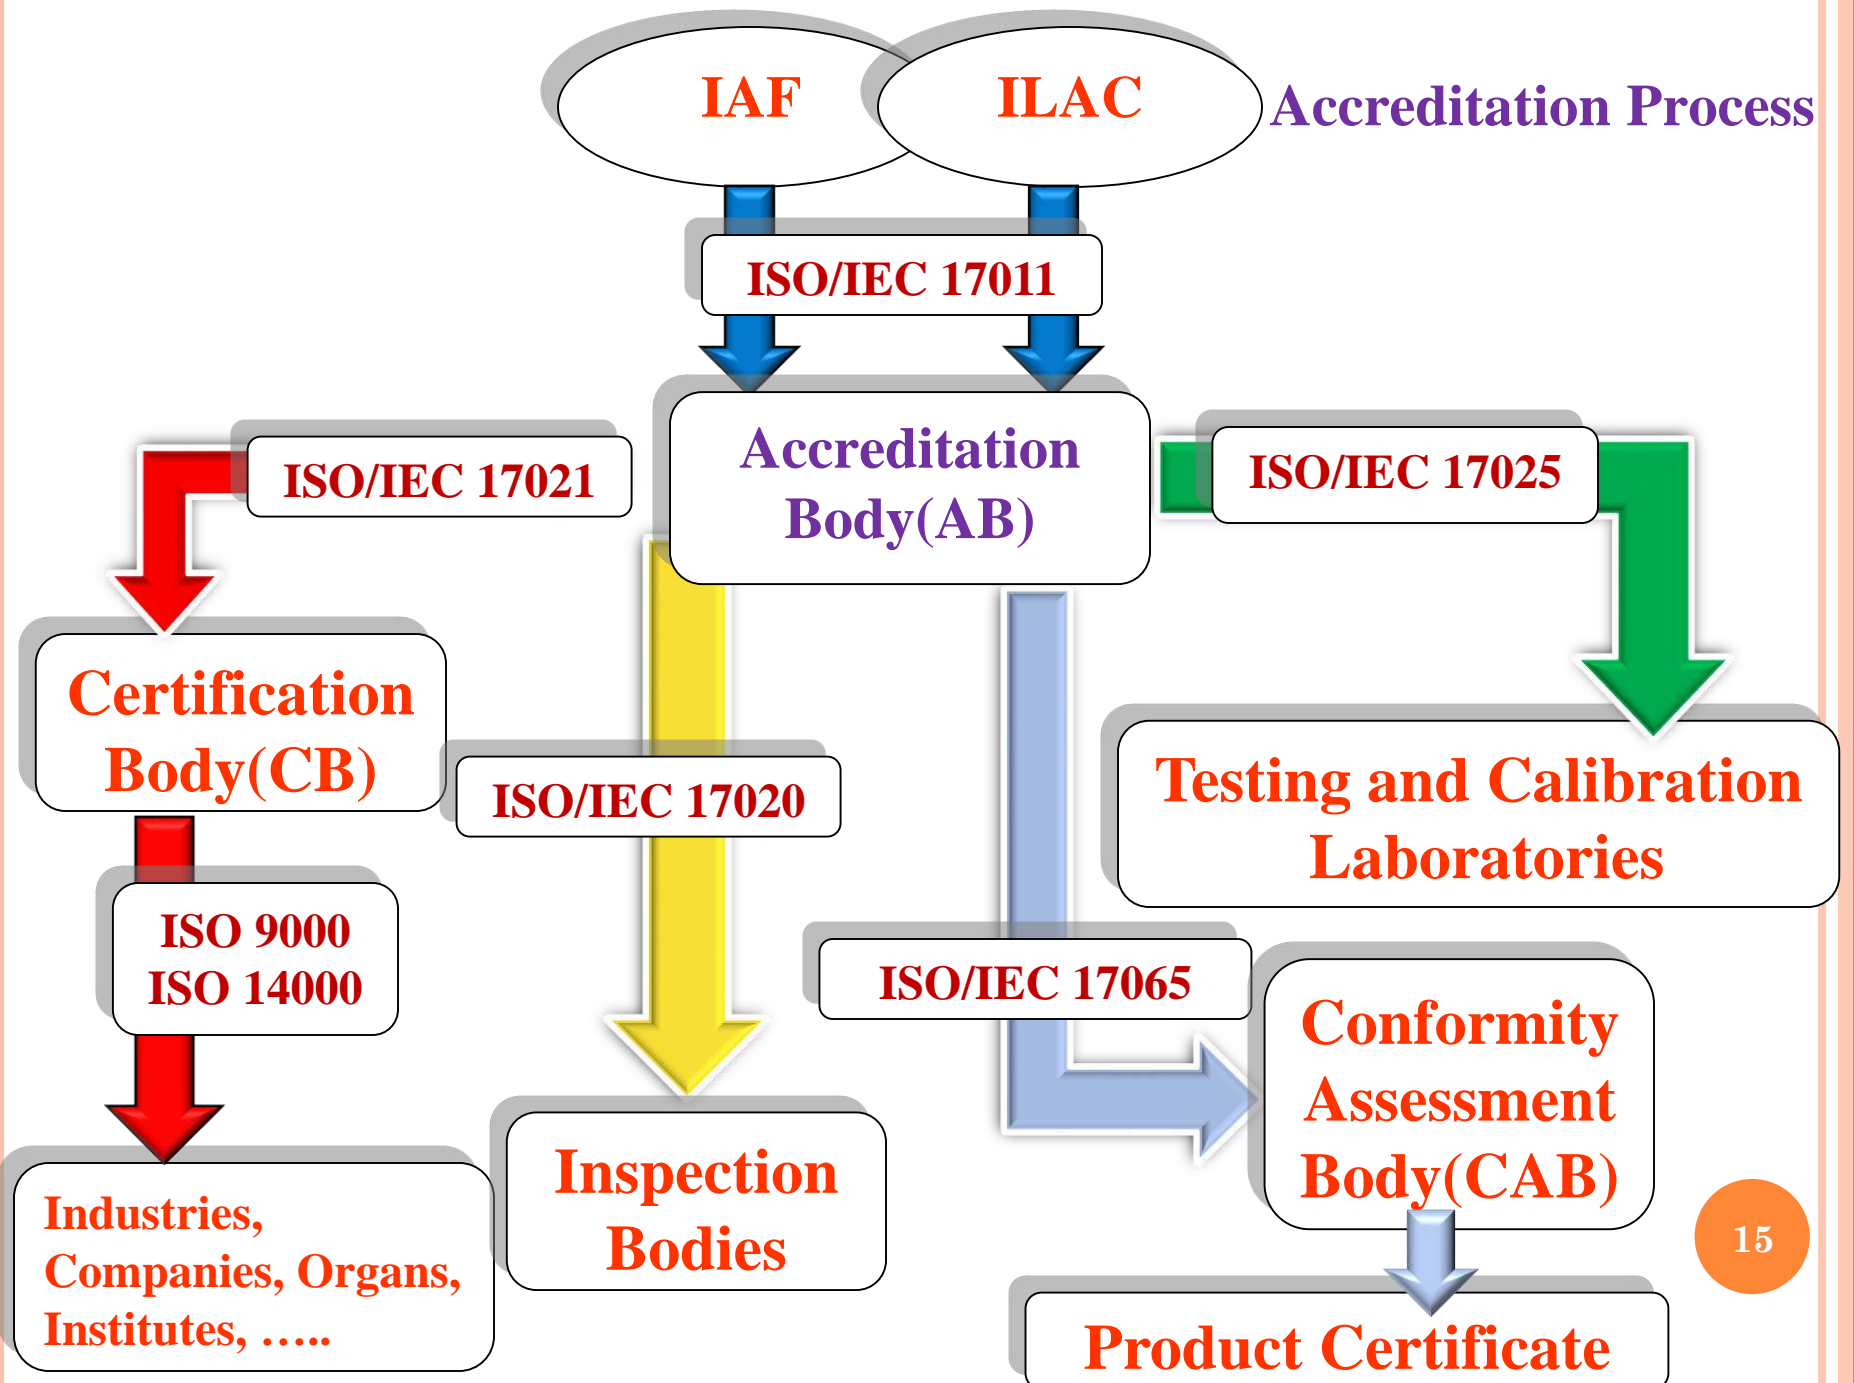 IAF
ILAC
Accreditation Process
ISO/IEC 17011
Accreditation
Body(AB)
ISO/IEC 17021
ISO/IEC 17025
Certification
Body(CB)
ISO/IEC 17020
Testing and Calibration
Laboratories
ISO 9000
ISO 14000
ISO/IEC 17065
Conformity
Assessment
Body(CAB)
Industries,
Companies, Organs,
Institutes, …..
Inspection
Bodies
15
Product Certificate